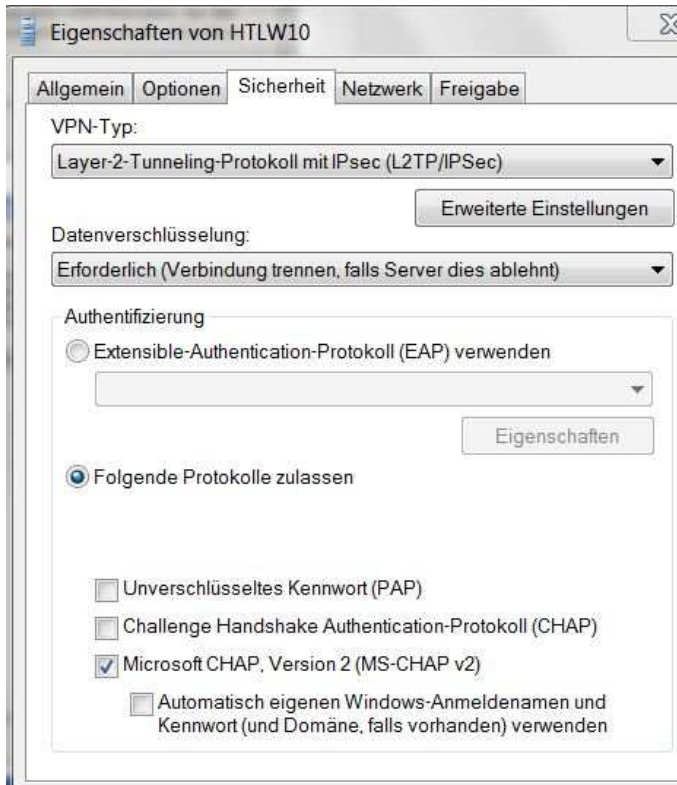 Eigenschaften von HTLW10
Allgemein Optionen Sicherheit Netzwerk Freigabe
VPN-Typ:
Layer-2-Tunneling-Protokoll mit IPsec (L2TP/IPSec)
Erweiterte Einstellungen
Datenverschlüsselung:
Erforderlich (Verbindung trennen, falls Server dies ablehnt)
Authentifizierung
Extensible-Authentication-Protokoll (EAP) verwenden
Eigenschaften
Folgende Protokolle zulassen
Unverschlüsseltes Kennwort (PAP)
Challenge Handshake Authentication-Protokoll (CHAP)
Microsoft CHAP, Version 2 (MS-CHAP v2)
Automatisch eigenen Windows-Anmeldenamen und
Kennwort (und Domäne, falls vorhanden) verwenden